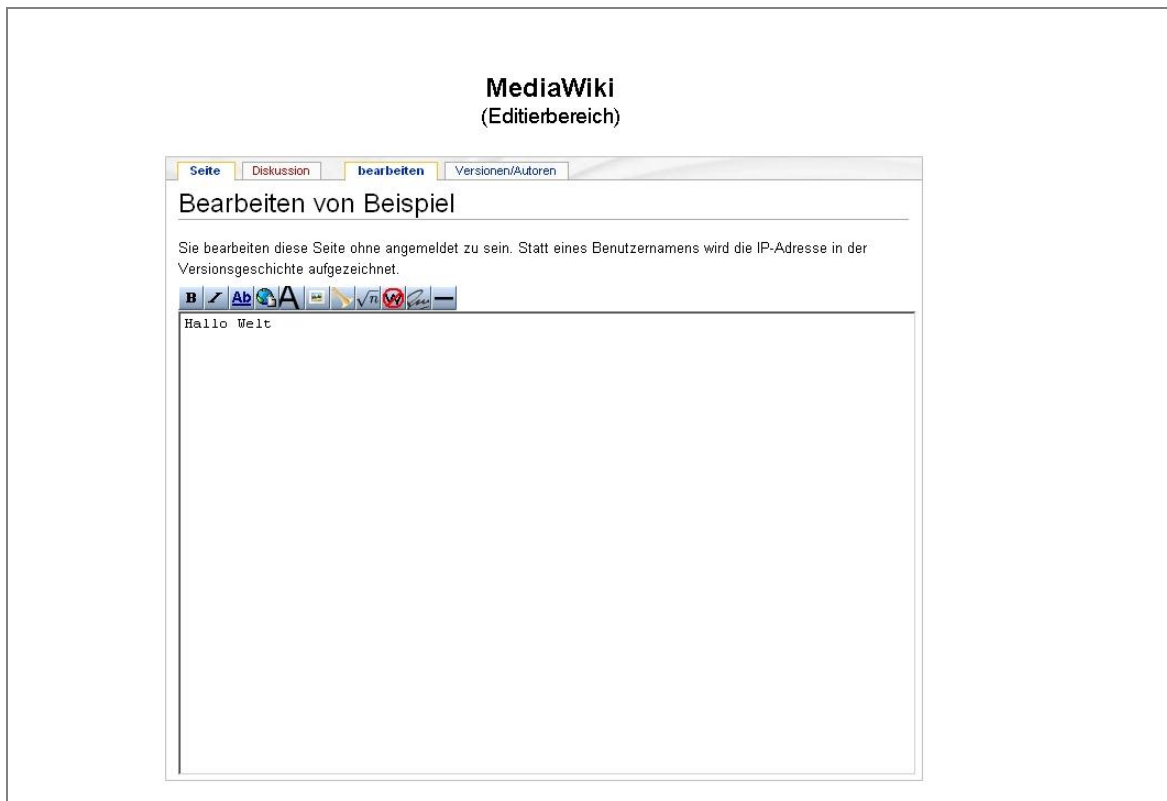 MediaWiki
(Editierbereich)
Seite Diskussion bearbeiten Versionen/Autoren
Bearbeiten von Beispiel
Sie bearbeiten diese Seite ohne angemeldet zu sein. Statt eines Benutzernamens wird die IP-Adresse in der
Versionsgeschichte aufgezeichnet.
B I Ab A √n W
Hallo Welt